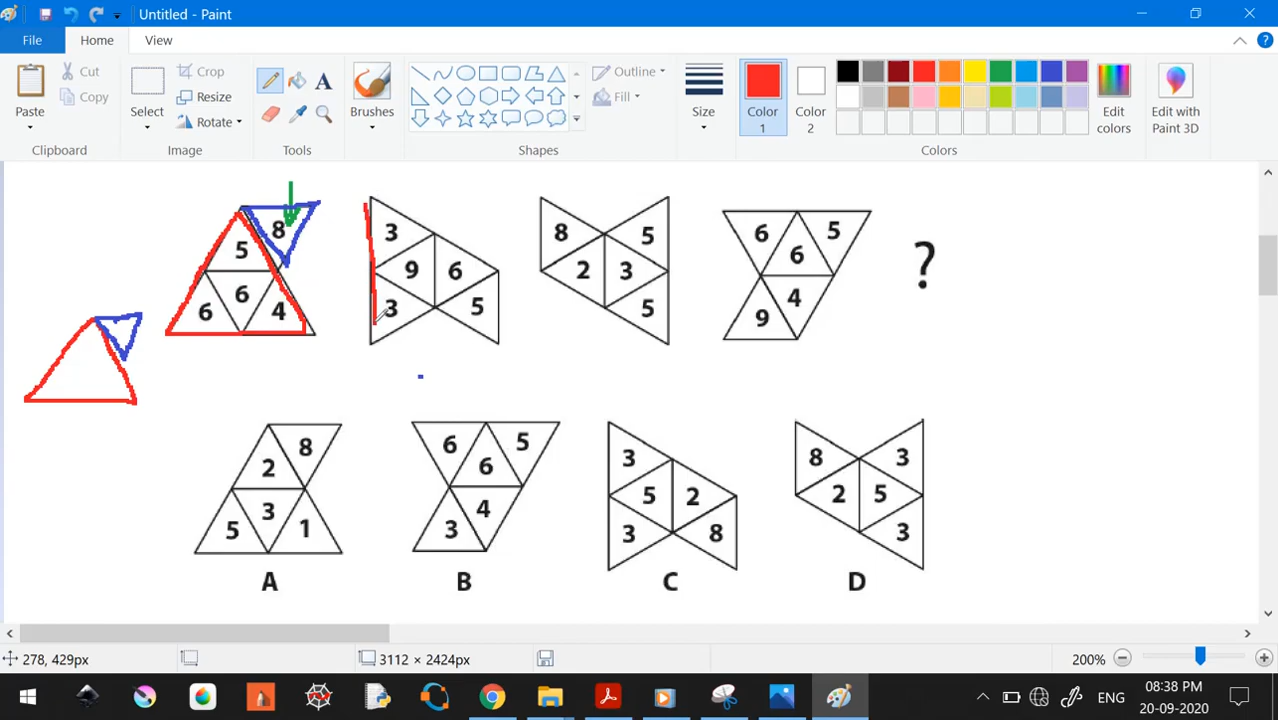 Untitled - Paint
File Home View
Cut
Copy
Paste
Crop
Resize
Rotate
Select
A
Brushes
Outline
Fill
Size
Color 1
Color 2
Edit colors
Edit with Paint 3D
Clipboard Image Tools Shapes Colors
8
5
6
6 4
3
9 6
3 5
8 5
2 3
5
6 5
6
4
9
?
8
2
3
5 1
A
6 5
6
4
3
B
3
5 2
3 8
C
8 3
2 5
3
D
278, 429px
3112 × 2424px
200%
ENG
08:38 PM
20-09-2020